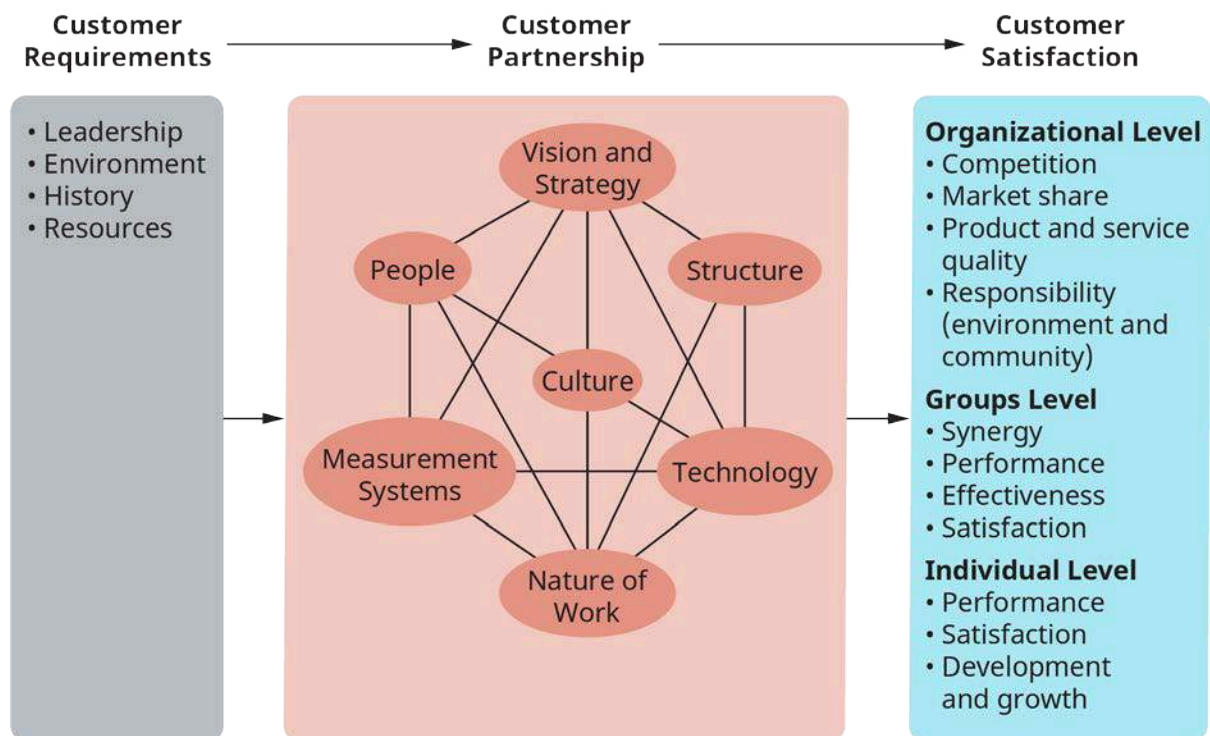 Customer
Requirements
Customer
Partnership
Customer
Satisfaction
• Leadership
• Environment
• History
• Resources
Vision and
Strategy
People
Structure
Culture
Measurement
Systems
Technology
Nature of
Work
Organizational Level
• Competition
• Market share
• Product and service
quality
• Responsibility
(environment and
community)
Groups Level
• Synergy
• Performance
• Effectiveness
• Satisfaction
Individual Level
• Performance
• Satisfaction
• Development
and growth